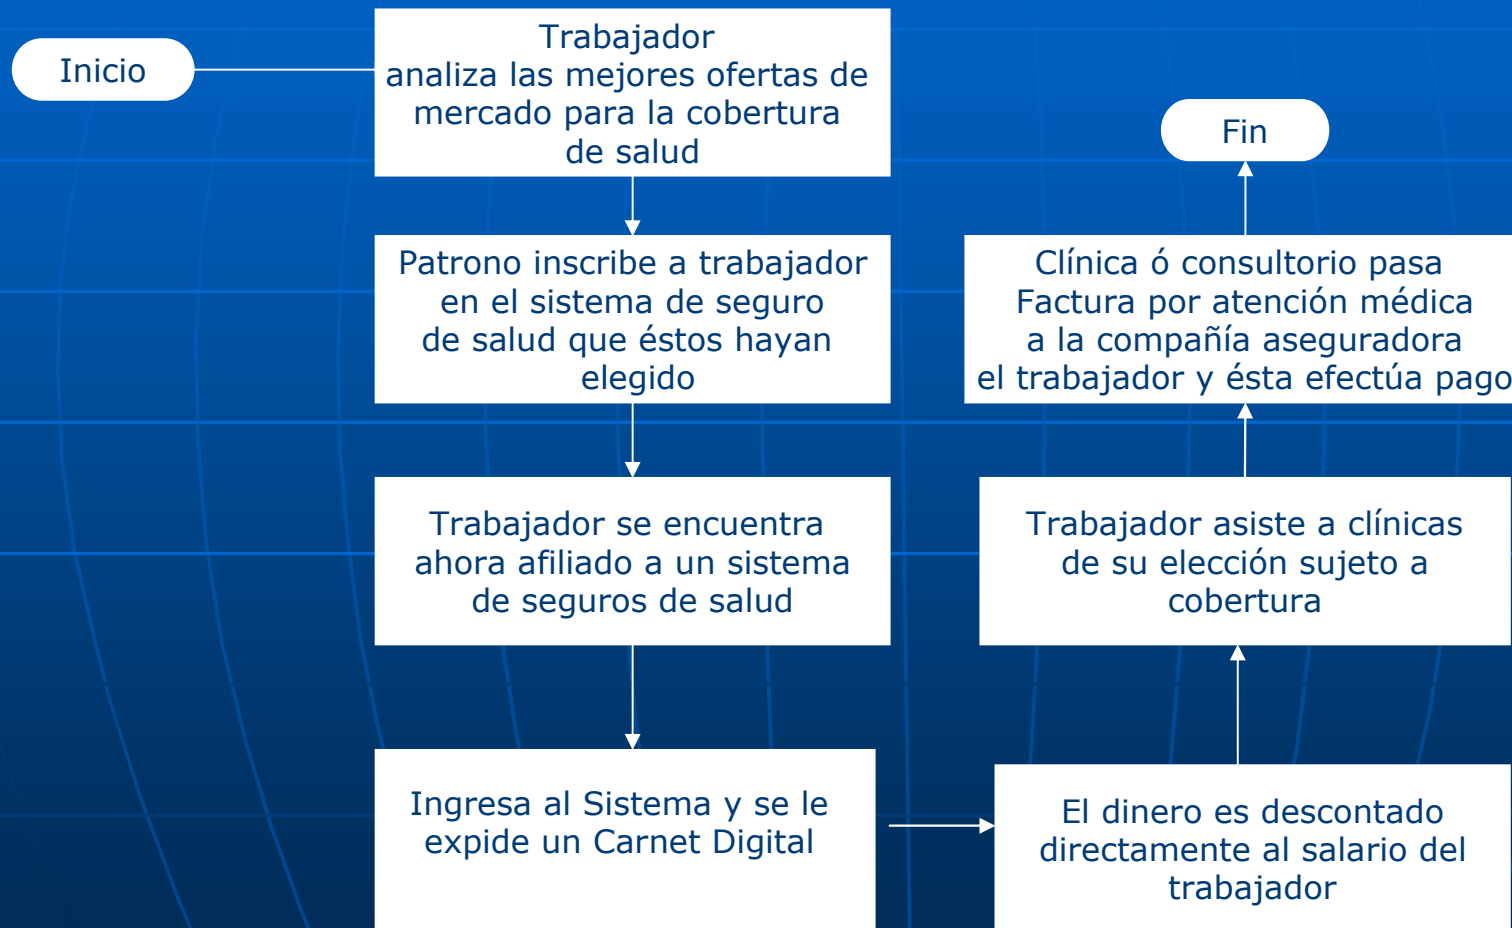 Inicio
Trabajador
analiza las mejores ofertas de
mercado para la cobertura
de salud
Patrono inscribe a trabajador
en el sistema de seguro
de salud que éstos hayan
elegido
Trabajador se encuentra
ahora afiliado a un sistema
de seguros de salud
Ingresa al Sistema y se le
expide un Carnet Digital
El dinero es descontado
directamente al salario del
trabajador
Trabajador asiste a clínicas
de su elección sujeto a
cobertura
Clínica ó consultorio pasa
Factura por atención médica
a la compañía aseguradora
el trabajador y ésta efectúa pago
Fin